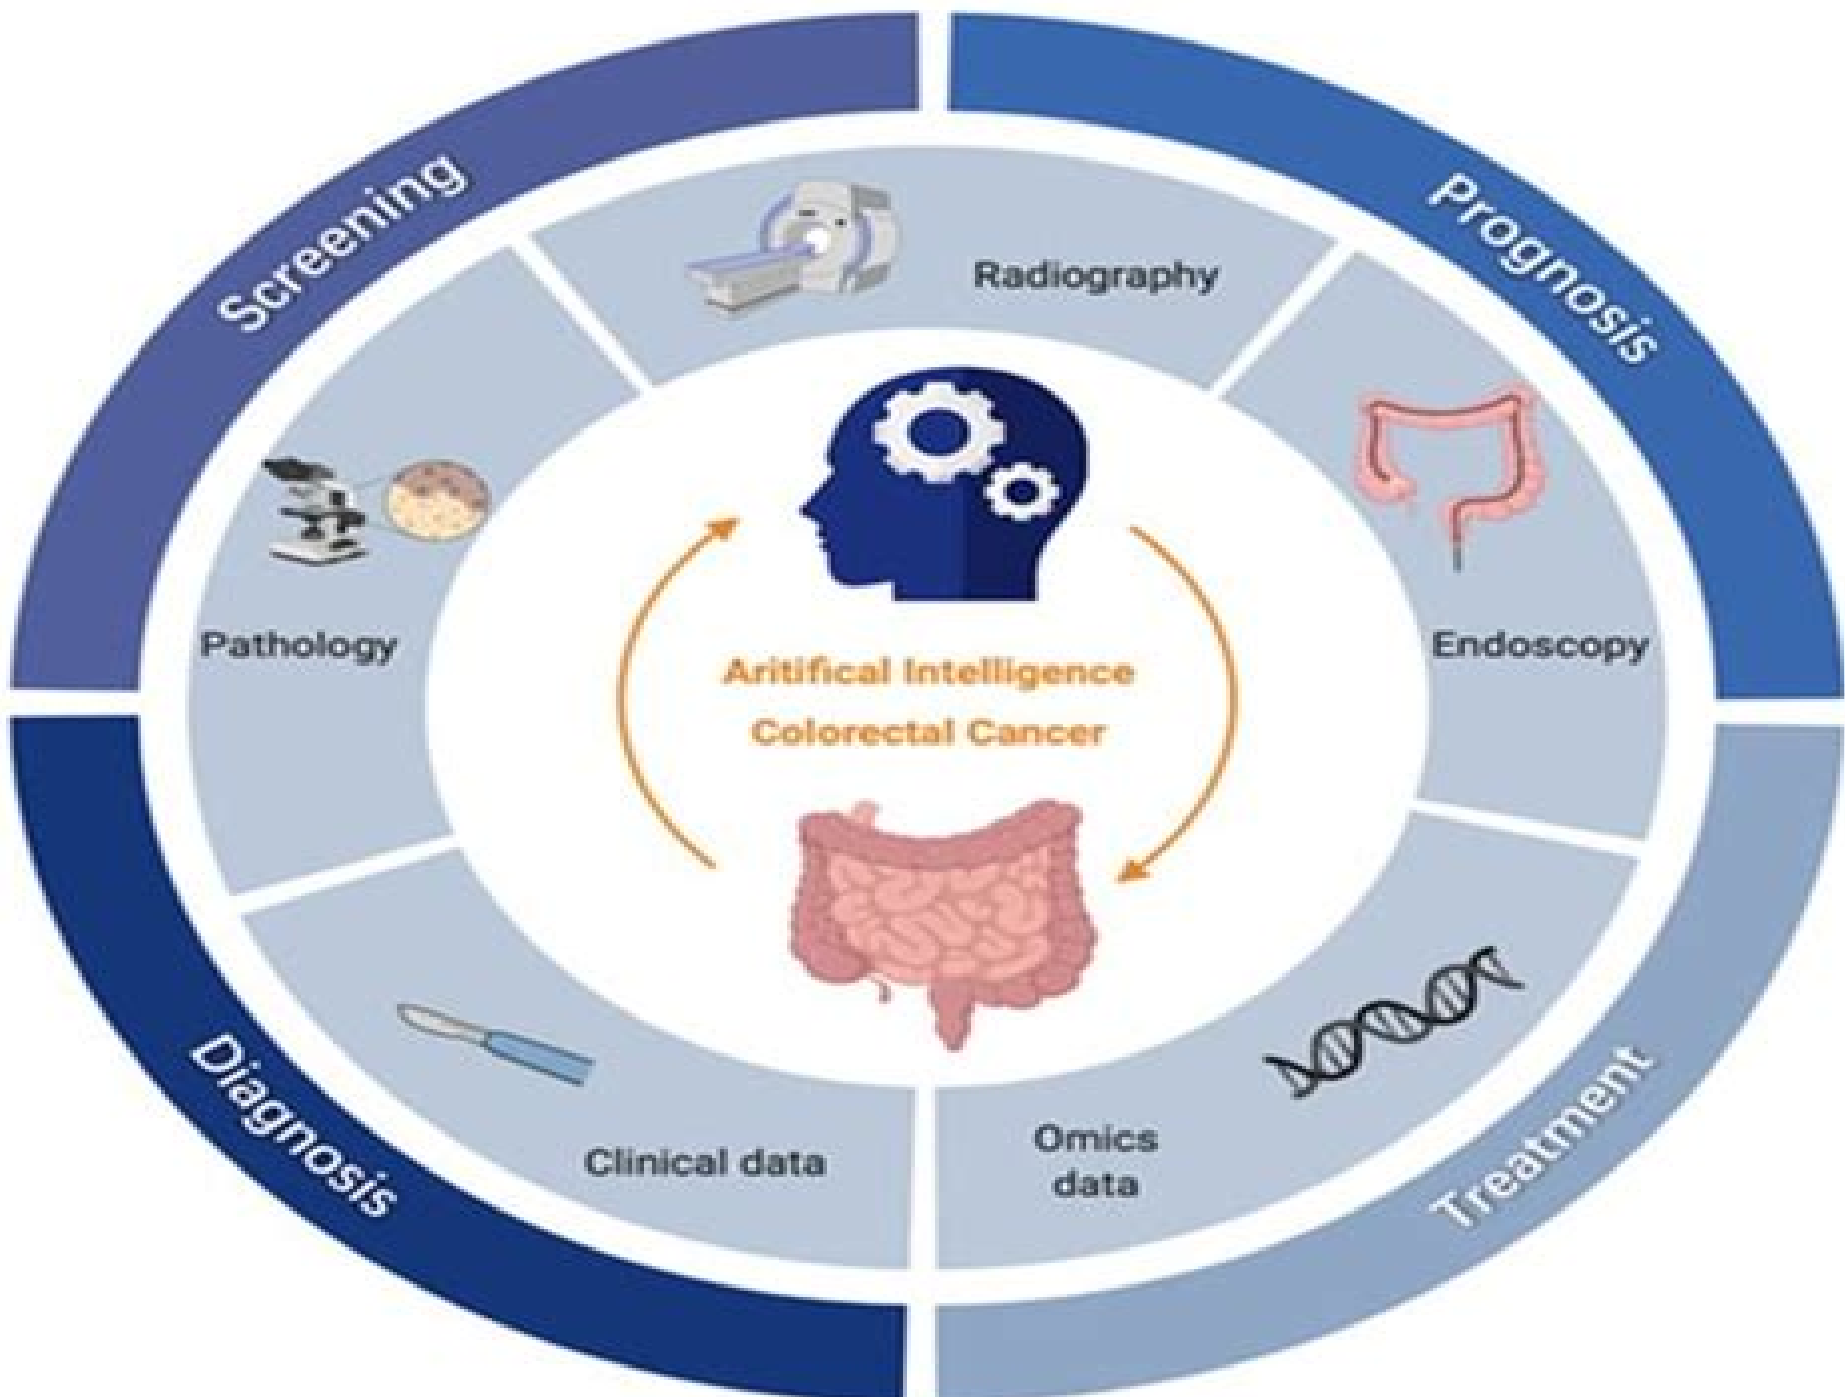 Screening
Prognosis
Radiography
Pathology
Endoscopy
Aritifical Intelligence
Colorectal Cancer
Diagnosis
Clinical data
Omics
data
Treatment